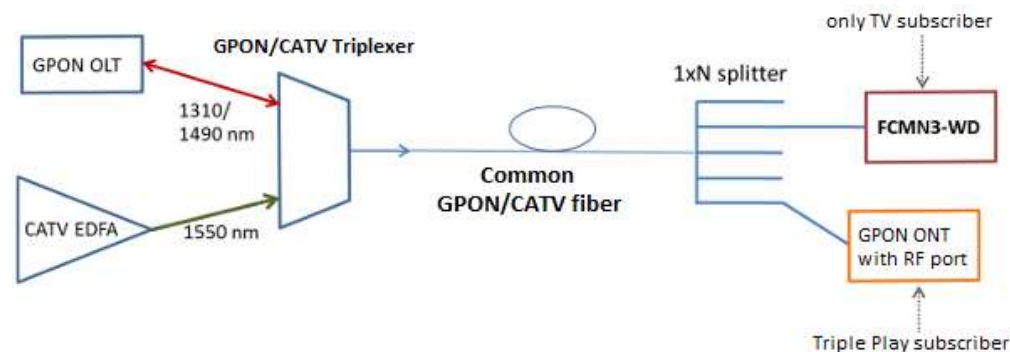 only TV subscriber
GPON/CATV Triplexer
GPON OLT
1xN splitter
1310/
1490 nm
FCMN3-WD
Common
GPON/CATV fiber
CATV EDFA
1550 nm
GPON ONT
with RF port
Triple Play subscriber